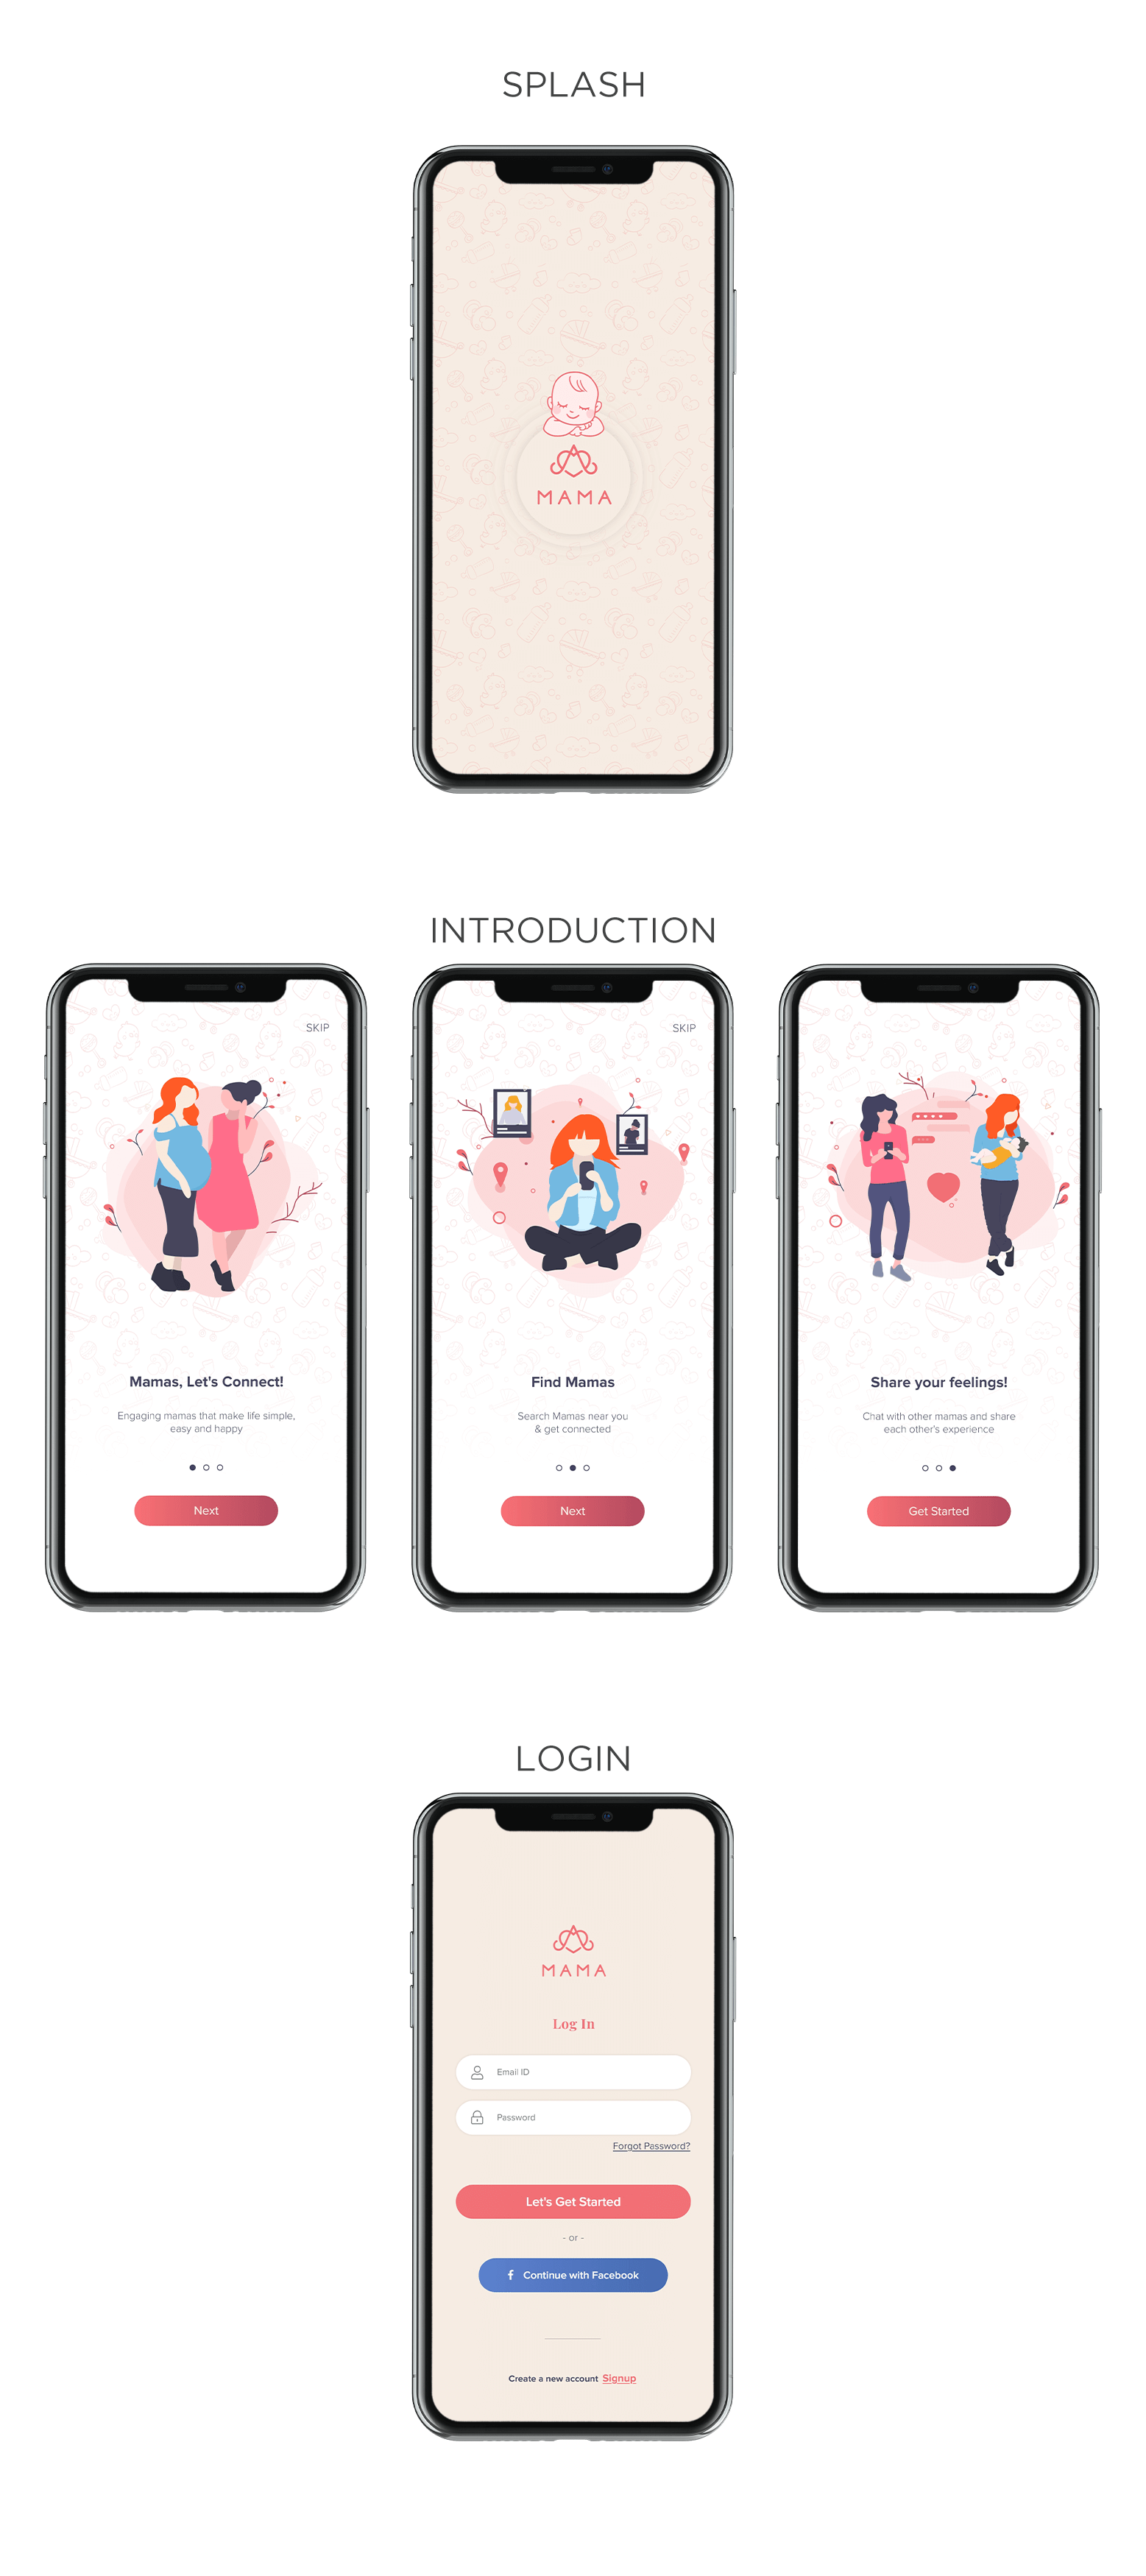 SPLASH
MAMA
INTRODUCTION
SKIP
Mamas, Let's Connect!
Engaging mamas that make life simple,
easy and happy
Next
SKIP
Find Mamas
Search Mamas near you
& get connected
Next
Share your feelings!
Chat with other mamas and share
each other's experience
Get Started
LOGIN
MAMA
Log In
Email ID
Password
Forgot Password?
Let's Get Started
- or -
f Continue with Facebook
Create a new account Signup